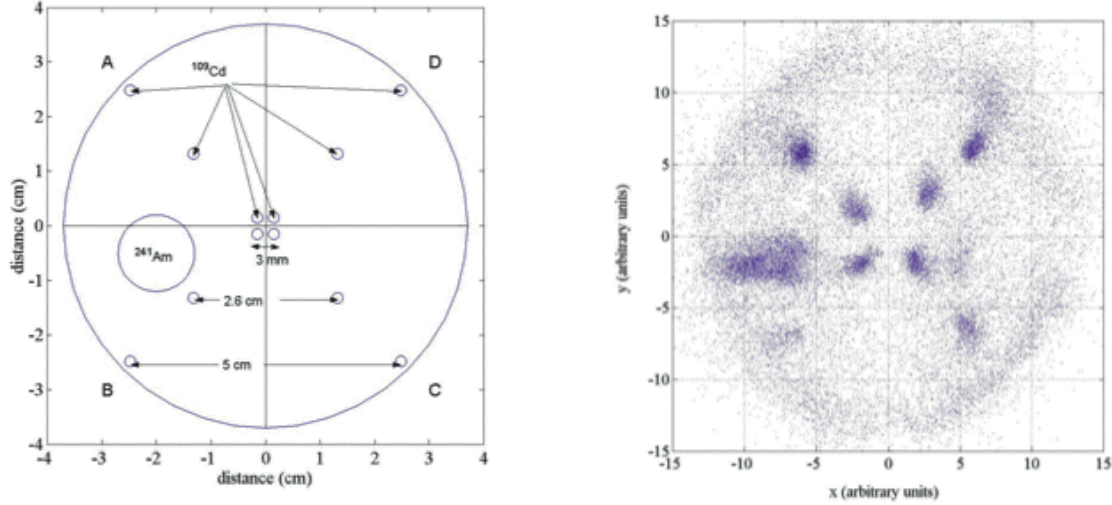 4
3
2
1
0
-1
-2
-3
-4
distance (cm)
A
D
109Cd
241Am
3 mm
2.6 cm
5 cm
B
C
-4 -3 -2 -1 0 1 2 3 4
distance (cm)
15
10
5
0
-5
-10
-15
y (arbitrary units)
-15 -10 -5 0 5 10 15
x (arbitrary units)